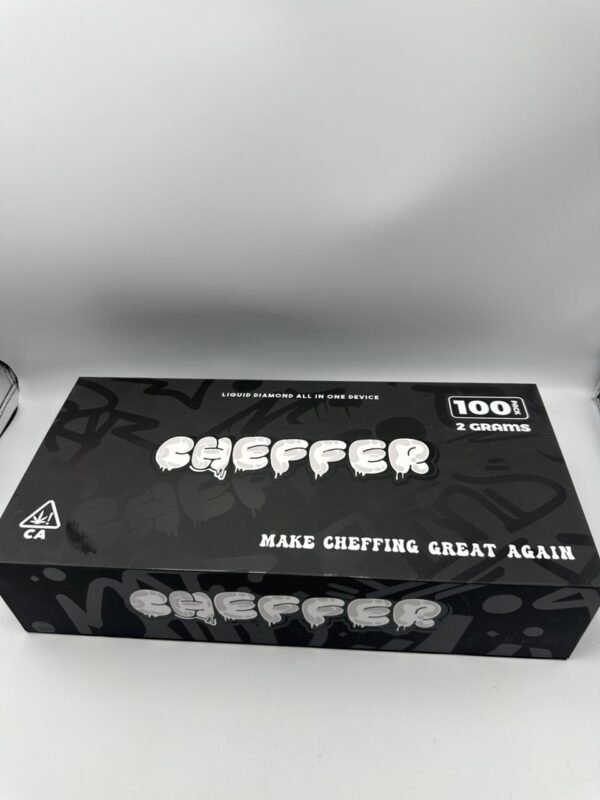 LIQUID DIAMOND ALL IN ONE DEVICE
100 PACK
2 GRAMS
CHEFFER
CA
MAKE CHEFFING GREAT AGAIN
CHEFFER